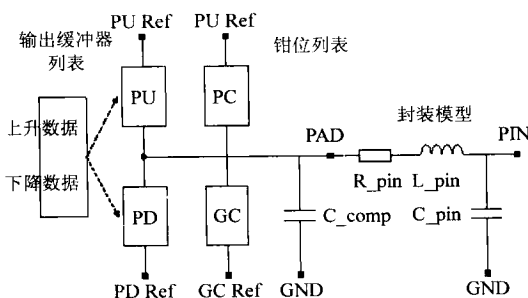 PU Ref
PU Ref
输出缓冲器
列表
钳位列表
PU
PC
上升数据
封装模型
PAD
PIN
下降数据
R_pin
L_pin
PD
GC
C_comp
C_pin
PD Ref
GC Ref
GND
GND